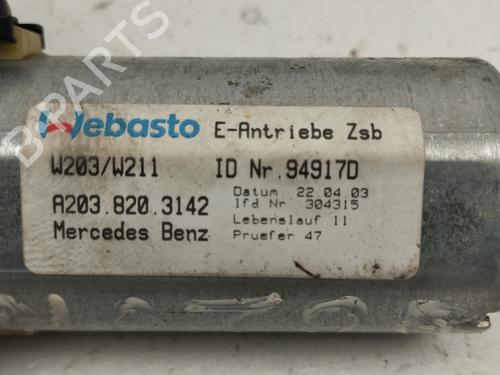 B-PARTS
Webasto E-Antriebe Zsb
W203/W211 ID Nr.94917D
A203.820.3142 Datum: 22.04.03
lfd Nr 304315
Mercedes Benz Lebenslauf 11
Pruefer 47